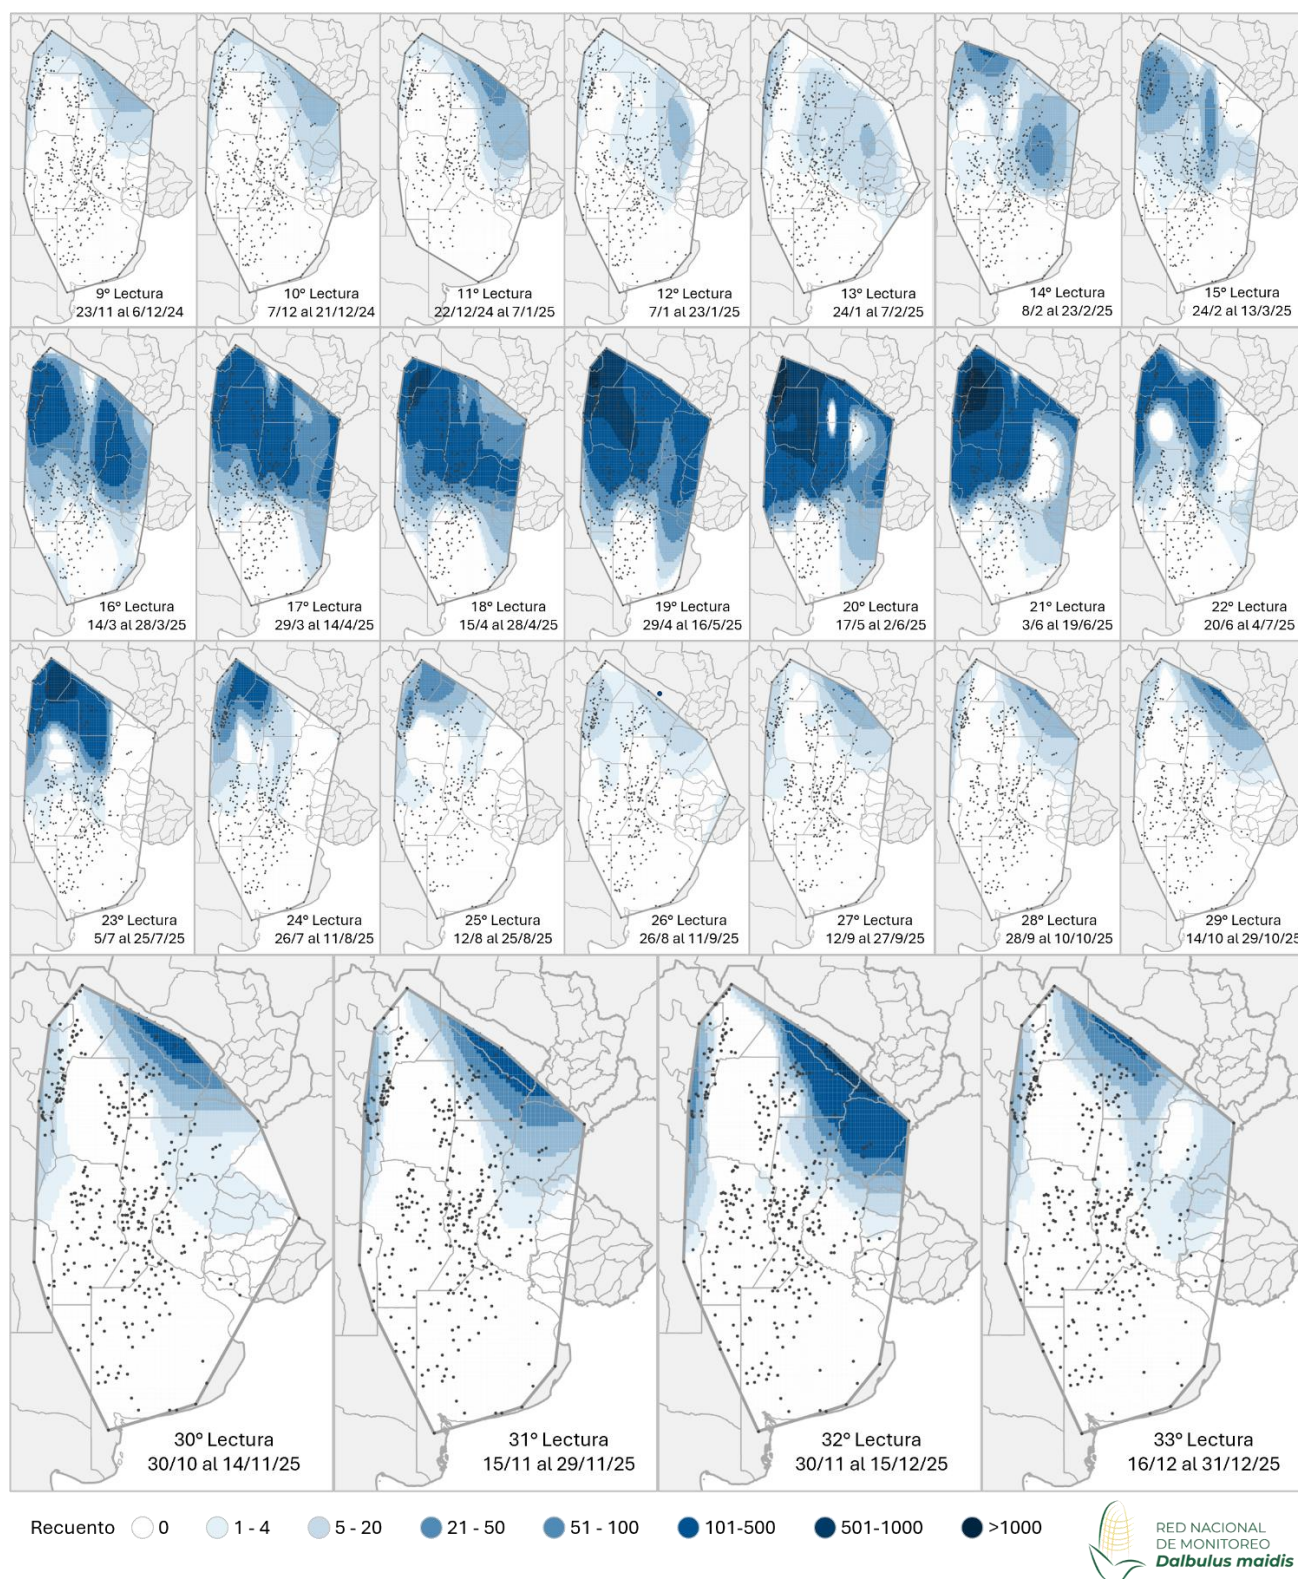 9° Lectura
23/11 al 6/12/24
10° Lectura
7/12 al 21/12/24
11° Lectura
22/12/24 al 7/1/25
12° Lectura
7/1 al 23/1/25
13° Lectura
24/1 al 7/2/25
14° Lectura
8/2 al 23/2/25
15° Lectura
24/2 al 13/3/25
16° Lectura
14/3 al 28/3/25
17° Lectura
29/3 al 14/4/25
18° Lectura
15/4 al 28/4/25
19° Lectura
29/4 al 16/5/25
20° Lectura
17/5 al 2/6/25
21° Lectura
3/6 al 19/6/25
22° Lectura
20/6 al 4/7/25
23° Lectura
5/7 al 25/7/25
24° Lectura
26/7 al 11/8/25
25° Lectura
12/8 al 25/8/25
26° Lectura
26/8 al 11/9/25
27° Lectura
12/9 al 27/9/25
28° Lectura
28/9 al 10/10/25
29° Lectura
14/10 al 29/10/25
30° Lectura
30/10 al 14/11/25
31° Lectura
15/11 al 29/11/25
32° Lectura
30/11 al 15/12/25
33° Lectura
16/12 al 31/12/25
Recuento 0 1 - 4 5 - 20 21 - 50 51 - 100 101-500 501-1000 >1000
RED NACIONAL
DE MONITOREO
Dalbulus maidis